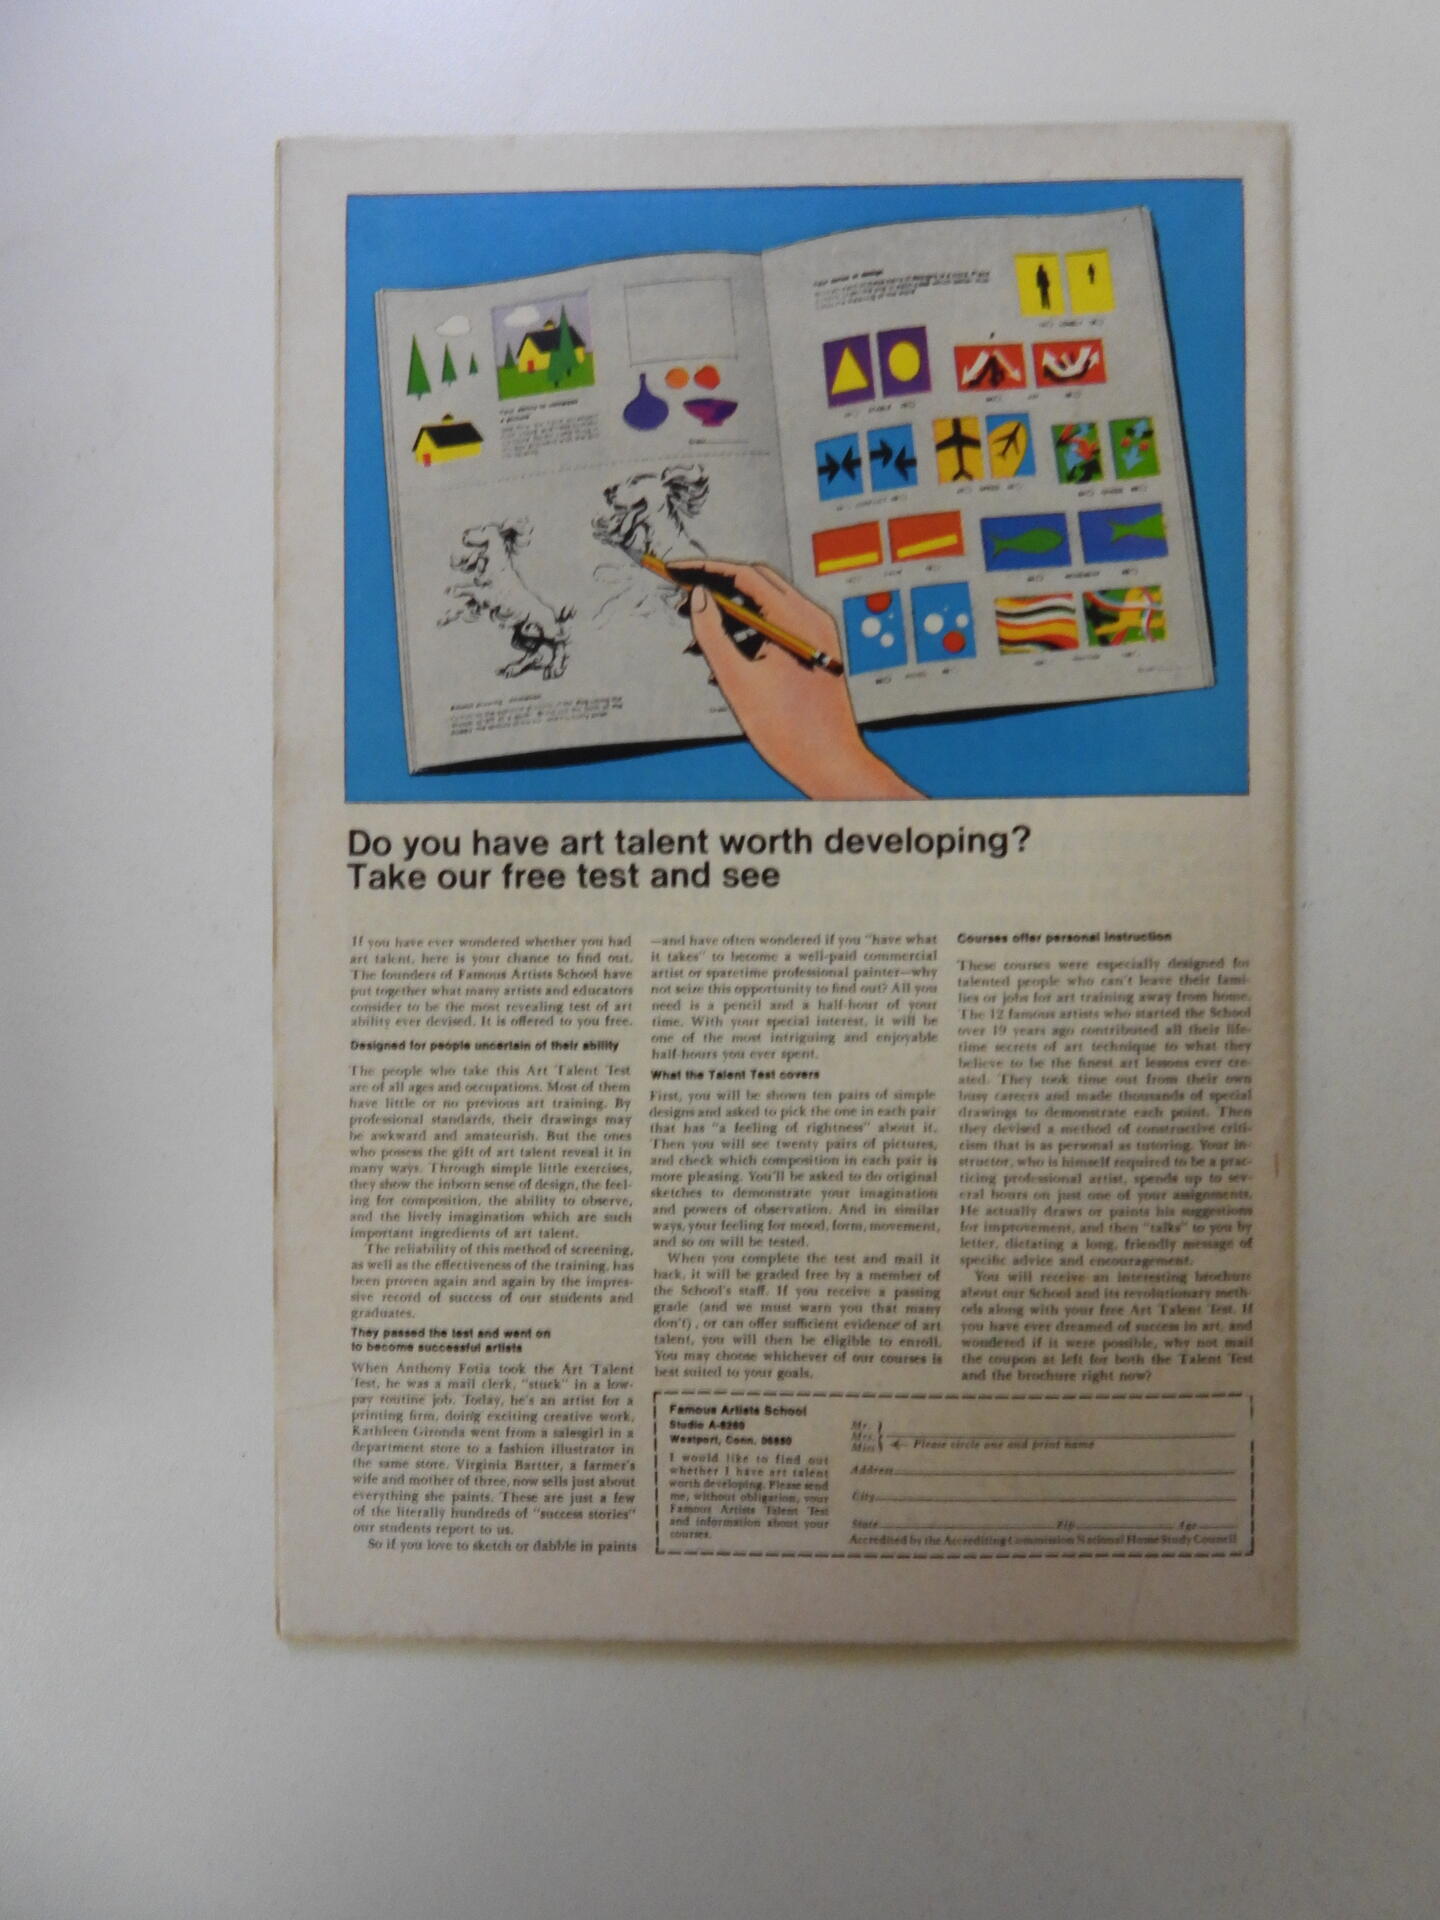 Do you have art talent worth developing?
Take our free test and see
If you have ever wondered whether you had
art talent, here is your chance to find out.
The founders of Famous Artists School have
put together what many artists and educators
consider to be the most revealing test of art
ability ever devised. It is offered to you free.
Designed for people uncertain of their ability
The people who take this Art Talent Test
are of all ages and occupations. Most of them
have little or no previous art training. By
professional standards, their drawings may
be awkward and amateurish. But the ones
who possess the gift of art talent reveal it in
many ways. Through simple little exercises,
they show the inborn sense of design, the feel-
ing for composition, the ability to observe,
and the lively imagination which are such
important ingredients of art talent.
The reliability of this method of screening,
as well as the effectiveness of the training, has
been proven again and again by the impres-
sive record of success of our students and
graduates.
They passed the test and went on
to become successful artists
When Anthony Fotia took the Art Talent
Test, he was a mail clerk, "stuck" in a low-
pay routine job. Today, he's an artist for a
printing firm, doing exciting creative work.
Kathleen Gironda went from a salesgirl in a
department store to a fashion illustrator in
the same store. Virginia Bartter, a farmer's
wife and mother of three, now sells just about
everything she paints. These are just a few
of the literally hundreds of "success stories"
our students report to us.
So if you love to sketch or dabble in paints
—and have often wondered if you "have what
it takes" to become a well-paid commercial
artist or sparetime professional painter—why
not seize this opportunity to find out? All you
need is a pencil and a half-hour of your
time. With your special interest, it will be
one of the most intriguing and enjoyable
half-hours you ever spent.
What the Talent Test covers
First, you will be shown ten pairs of simple
designs and asked to pick the one in each pair
that has "a feeling of rightness" about it.
Then you will see twenty pairs of pictures,
and check which composition in each pair is
more pleasing. You'll be asked to do original
sketches to demonstrate your imagination
and powers of observation. And in similar
ways, your feeling for mood, form, movement,
and so on will be tested.
When you complete the test and mail it
back, it will be graded free by a member of
the School's staff. If you receive a passing
grade (and we must warn you that many
don't), or can offer sufficient evidence of art
talent, you will then be eligible to enroll.
You may choose whichever of our courses is
best suited to your goals.
Courses offer personal instruction
These courses were especially designed for
talented people who can't leave their fami-
lies or jobs for art training away from home.
The 12 famous artists who started the School
over 19 years ago contributed all their life-
time secrets of art technique to what they
believe to be the finest art lessons ever cre-
ated. They took time out from their own
busy careers and made thousands of special
drawings to demonstrate each point. Then
they devised a method of constructive criti-
cism that is as personal as tutoring. Your in-
structor, who is himself required to be a prac-
ticing professional artist, spends up to sev-
eral hours on just one of your assignments.
He actually draws or paints his suggestions
for improvement, and then "talks" to you by
letter, dictating a long, friendly message of
specific advice and encouragement.
You will receive an interesting brochure
about our School and its revolutionary meth-
ods along with your free Art Talent Test. If
you have ever dreamed of success in art, and
wondered if it were possible, why not mail
the coupon at left for both the Talent Test
and the brochure right now?
Famous Artists School
Studio
Westport, Conn. 06880
I would like to find out
whether I have art talent
worth developing. Please send
me, without obligation, your
Famous Artists Talent Test
and information about your
courses.
Mr.
Mrs.
Miss Please circle one and print name
Address
City
State Zip Age
Accredited by the Accrediting Commission National Home Study Council